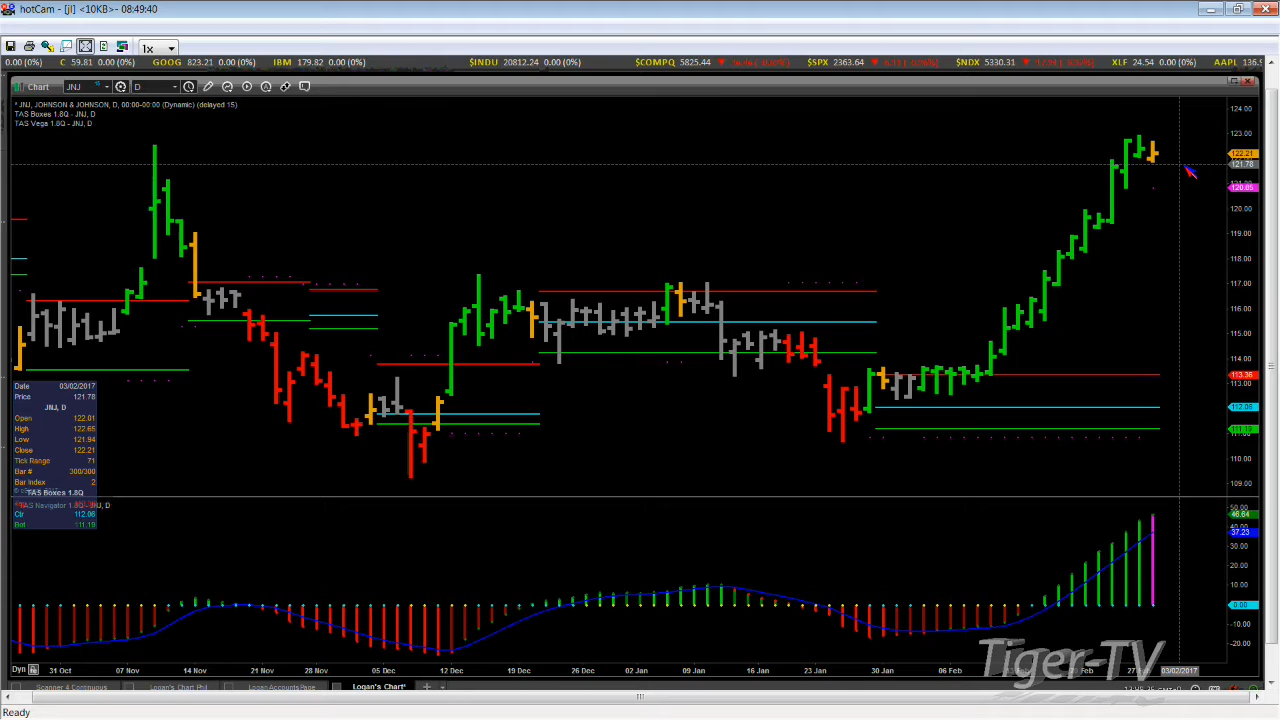 hotCam - [jl] <10KB> - 08:49:40
1x
0.00 (0%) C 59.81 0.00 (0%) GOOG 823.21 0.00 (0%) IBM 179.82 0.00 (0%) $INDU 20812.24 0.00 (0%) $COMPQ 5825.44 $SPX 2363.64 $NDX 5330.31 XLF 24.54 0.00 (0%) AAPL 136.9
Chart JNJ D
* JNJ, JOHNSON & JOHNSON, D, 00:00-00:00 (Dynamic) (delayed 15)
TAS Boxes 1.8Q - JNJ, D
TAS Vega 1.8Q - JNJ, D
124.00
123.00
122.21
121.78
121.00
120.85
120.00
119.00
118.00
117.00
116.00
115.00
114.00
113.36
113.00
112.05
110.00
109.00
Date 03/02/2017
Price 121.78
JNJ, D
Open 122.01
High 122.65
Low 121.94
Close 122.21
Tick Range 71
Bar # 300/300
Bar Index 2
TAS Boxes 1.8Q
TAS Navigator 1.8Q - JNJ, D
Ctr 112.06
Bot 111.19
50.00
46.64
40.00
37.23
30.00
20.00
10.00
0.00
-10.00
-20.00
Dyn 31 Oct 07 Nov 14 Nov 21 Nov 28 Nov 05 Dec 12 Dec 19 Dec 26 Dec 02 Jan 09 Jan 16 Jan 23 Jan 30 Jan 06 Feb 27 Feb 03/02/2017
Tiger-TV
Scanner 4 Continuous Logan's Chart Phil Logan AccountsPage Logan's Chart*
Ready